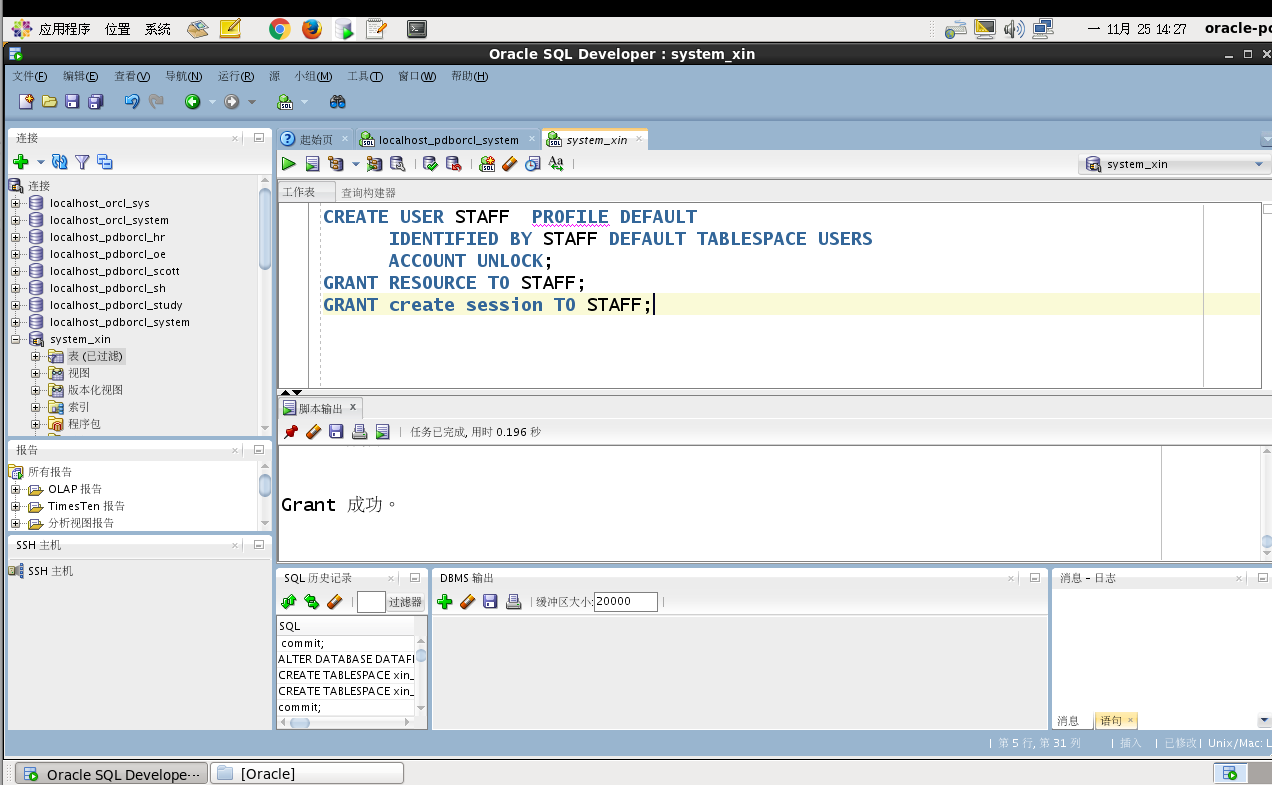 应用程序 位置 系统 一 11月 25 14:27 oracle-pc
Oracle SQL Developer : system_xin
文件(F) 编辑(E) 查看(V) 导航(N) 运行(R) 源 小组(M) 工具(T) 窗口(W) 帮助(H)
连接
起始页 localhost_pdborcl_system system_xin
system_xin
工作表 查询构建器
连接
localhost_orcl_sys
localhost_orcl_system
localhost_pdborcl_hr
localhost_pdborcl_oe
localhost_pdborcl_scott
localhost_pdborcl_sh
localhost_pdborcl_study
localhost_pdborcl_system
system_xin
表 (已过滤)
视图
版本化视图
索引
程序包
CREATE USER STAFF  PROFILE DEFAULT
IDENTIFIED BY STAFF DEFAULT TABLESPACE USERS
ACCOUNT UNLOCK;
GRANT RESOURCE TO STAFF;
GRANT create session TO STAFF;
脚本输出 x
任务已完成, 用时 0.196 秒
Grant 成功。
报告
所有报告
OLAP 报告
TimesTen 报告
分析视图报告
SSH 主机
SSH 主机
SQL 历史记录
过滤器
SQL
commit;
ALTER DATABASE DATAFI
CREATE TABLESPACE xin_
CREATE TABLESPACE xin_
commit;
DBMS 输出
缓冲区大小: 20000
消息 - 日志
消息 语句
第 5 行, 第 31 列 | 插入 | 已修改 | Unix/Mac: L
Oracle SQL Develope··· [Oracle]